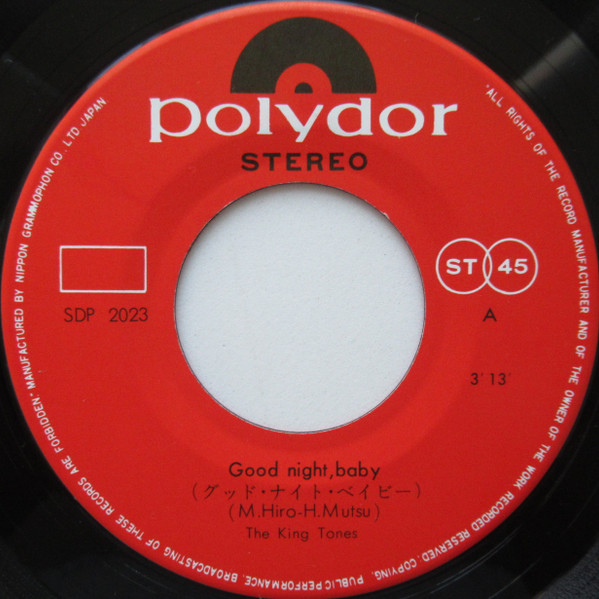 polydor
STEREO
ST 45
SDP 2023
A
3'13"
Good night, baby
(グッド・ナイト・ベイビー)
(M.Hiro-H.Mutsu)
The King Tones
ALL RIGHTS OF THE RECORD MANUFACTURER AND OF THE OWNER OF THE WORK RECORDED RESERVED. COPYING, PUBLIC PERFORMANCE, BROADCASTING OF THESE RECORDS ARE FORBIDDEN • MANUFACTURED BY NIPPON GRAMMOPHON CO. LTD JAPAN.